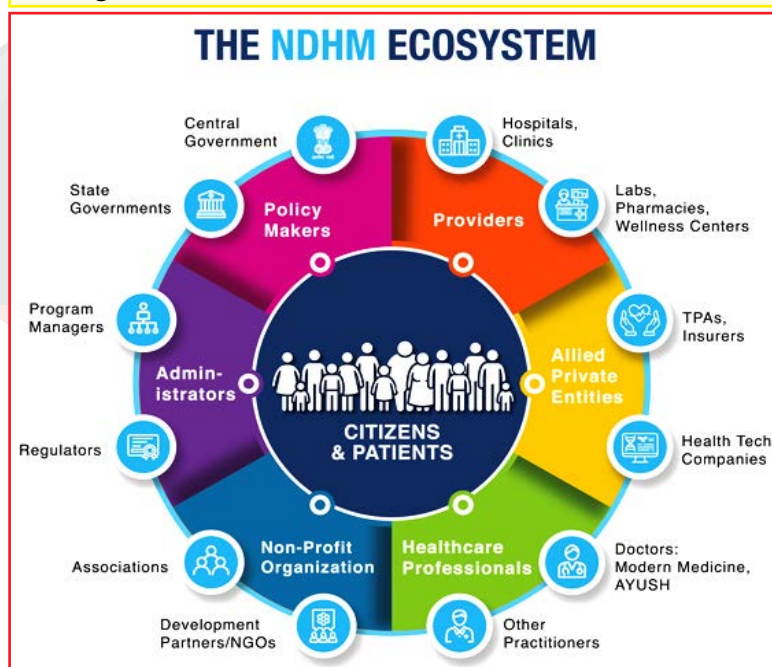 THE NDHM ECOSYSTEM
Central
Government
Hospitals,
Clinics
State
Governments
Policy
Makers
Providers
Labs,
Pharmacies,
Wellness Centers
Program
Managers
Admin-
istrators
Allied
Private
Entities
TPAs,
Insurers
CITIZENS
& PATIENTS
Regulators
Health Tech
Companies
Non-Profit
Organization
Healthcare
Professionals
Associations
Doctors:
Modern Medicine,
AYUSH
Development
Partners/NGOs
Other
Practitioners